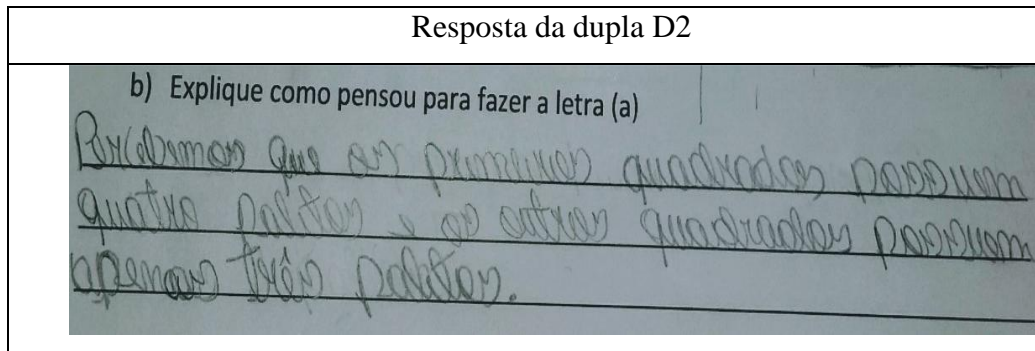 Resposta da dupla D2
b) Explique como pensou para fazer a letra (a)
Percebemos que os primeiros quadrados possuem
quatro palitos e os outros quadrados possuem
apenas três palitos.